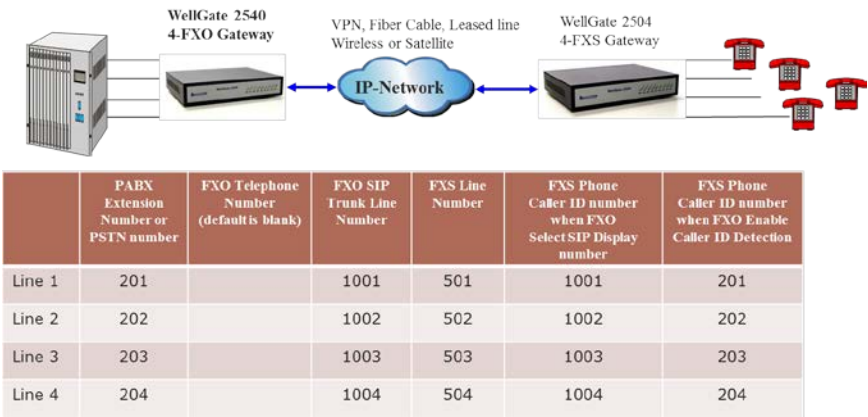 WellGate 2540
4-FXO Gateway
VPN, Fiber Cable, Leased line
Wireless or Satellite
WellGate 2504
4-FXS Gateway
IP-Network
PABX
Extension
Number or
PSTN number
FXO Telephone
Number
(default is blank)
FXO SIP
Trunk Line
Number
FXS Line
Number
FXS Phone
Caller ID number
when FXO
Select SIP Display
number
FXS Phone
Caller ID number
when FXO Enable
Caller ID Detection
Line 1 201 1001 501 1001 201
Line 2 202 1002 502 1002 202
Line 3 203 1003 503 1003 203
Line 4 204 1004 504 1004 204